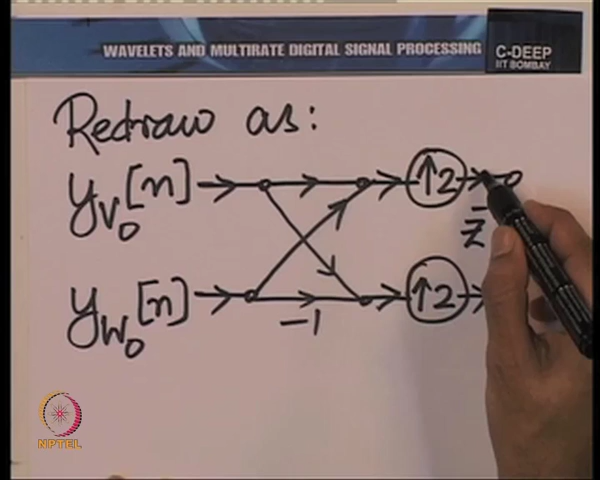 WAVELETS AND MULTIRATE DIGITAL SIGNAL PROCESSING
C-DEEP
IIT BOMBAY
Redraw as:
y_{V_0}[n] ↑2
z
y_{W_0}[n] ↑2
-1
NPTEL